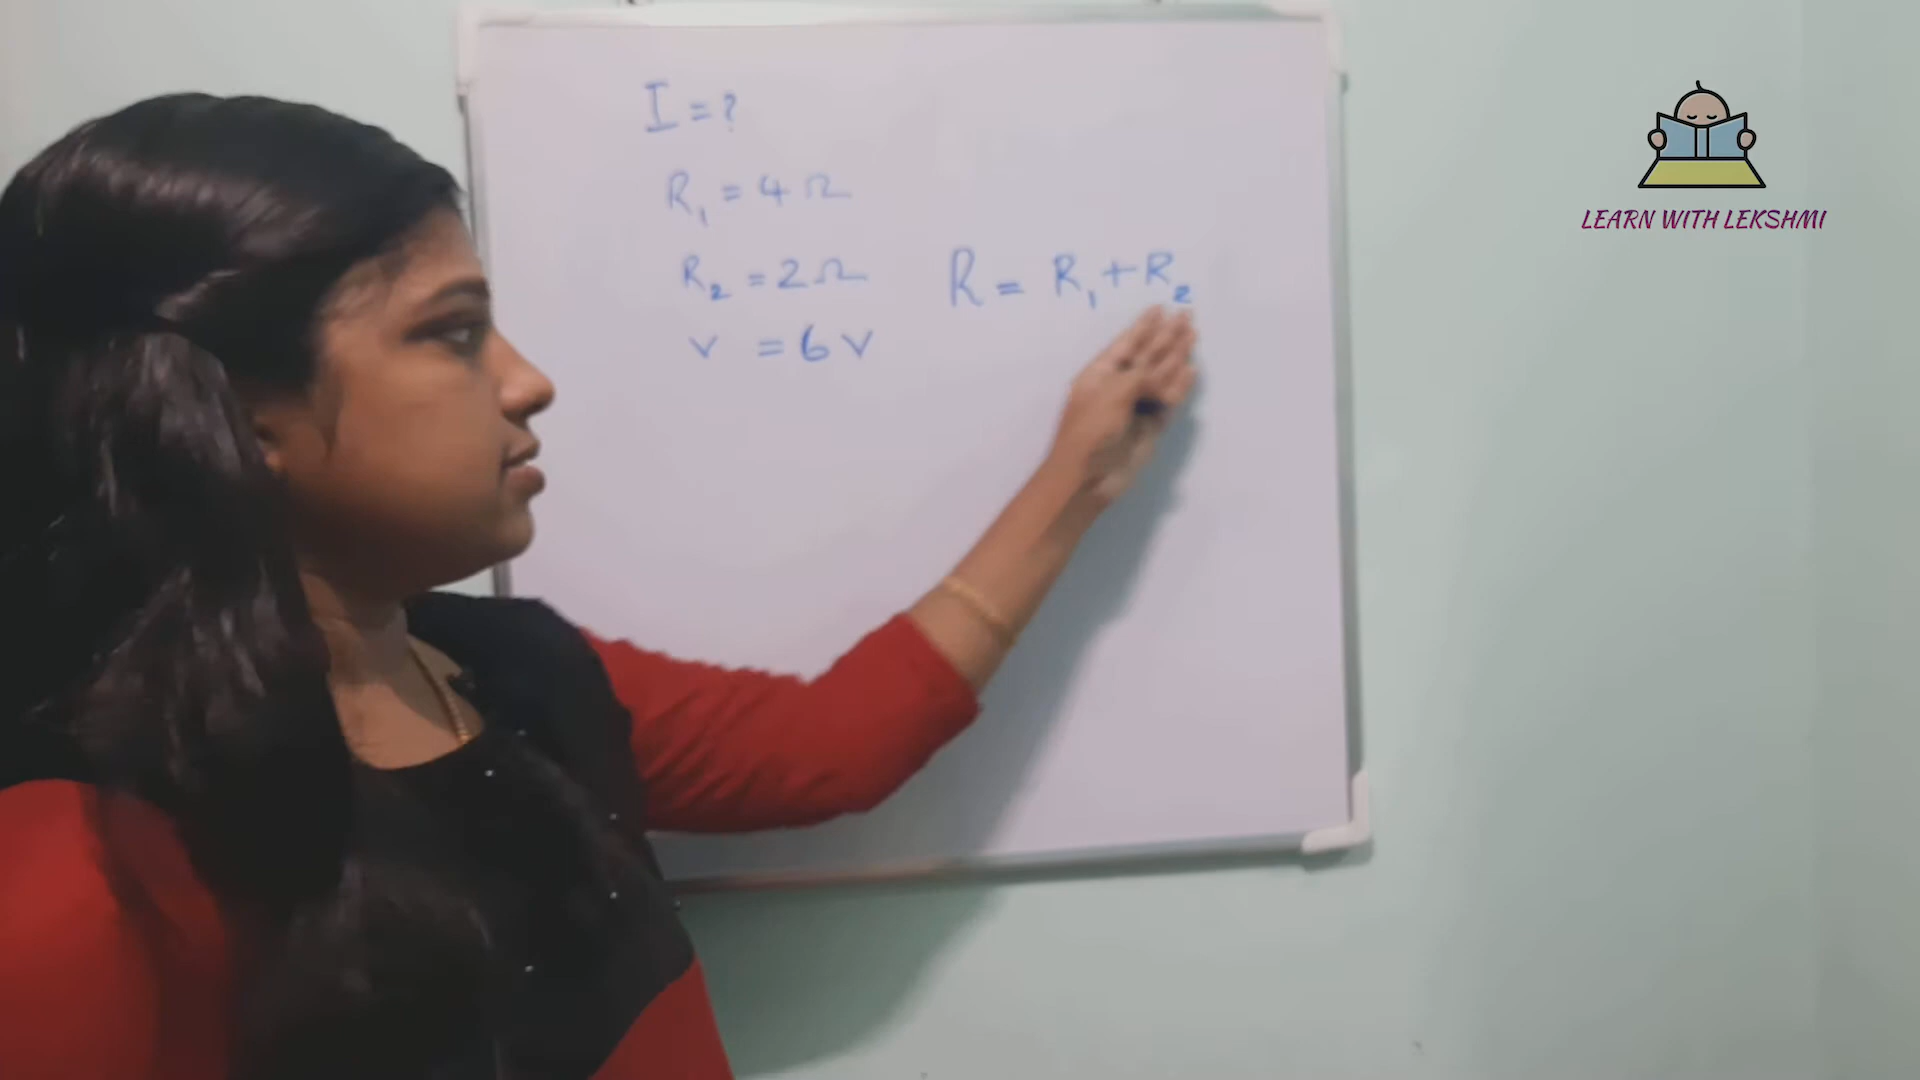 I = ?
R₁ = 4 Ω
R₂ = 2 Ω
V = 6 V
R = R₁ + R₂
LEARN WITH LEKSHMI